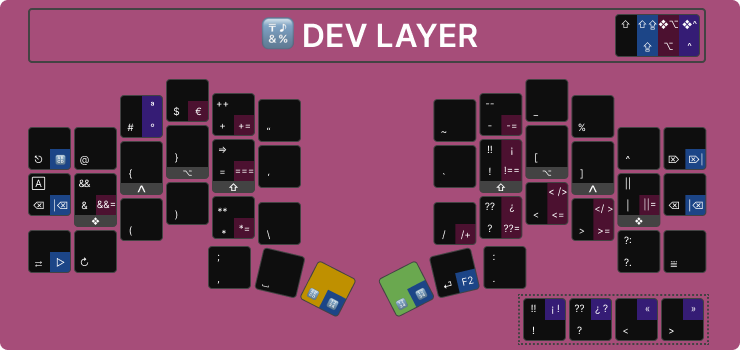 DEV LAYER
⇧ ⇧⇧ ❖⌥ ❖^
⇪ ⌥ ^
++ -- _
# ª º $ € + += " ~ - -= %
⇒ !! ¡
@ { } = === ' ` ! !== [ ] ^ ⌦ ⌦|
^ ⌥ ⇧ ⇧ ⌥ ^
A && ** ?? ¿ </> ||
⌫ |⌫ & &&= ( ) * *= \ / /+ ? ??= < <= </> > >= | ||= ⌫ |⌫
❖ ❖
⇄ ▷ ↻ ; , ⎵ ↵ F2 : . ?: ?. ≡
!! ¡! ?? ¿? « »
! ? < >